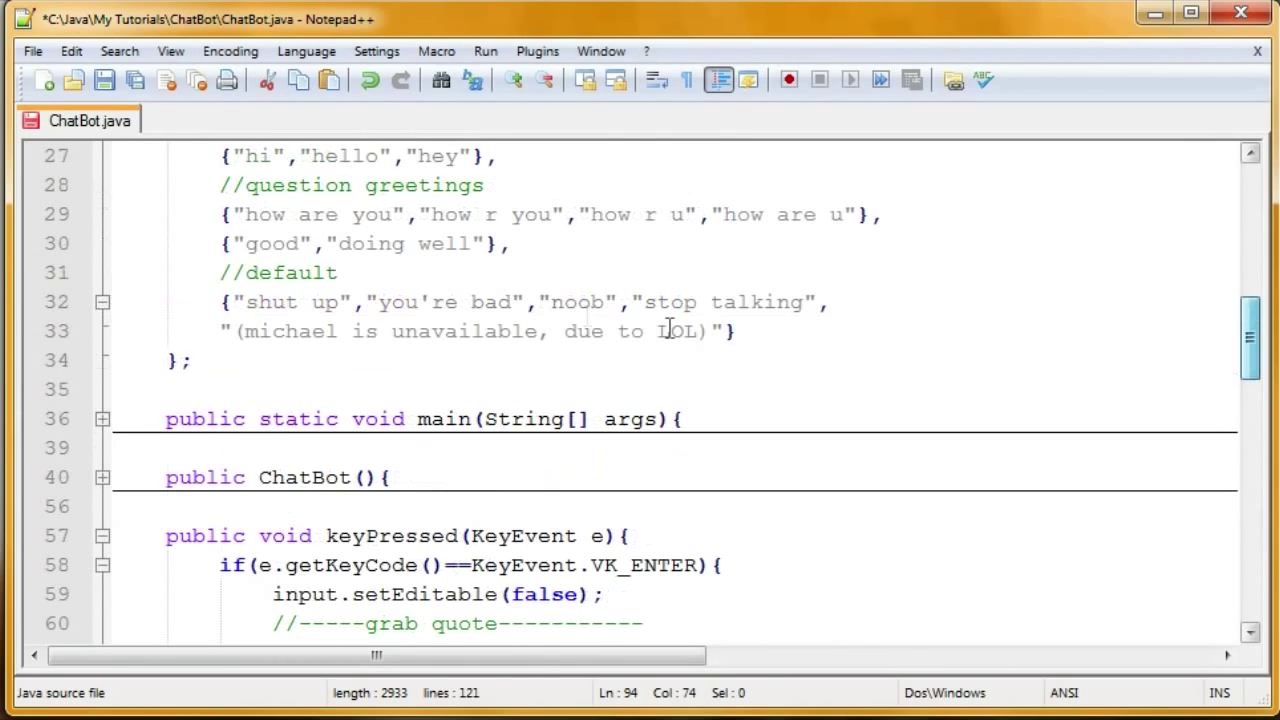 *C:\Java\My Tutorials\ChatBot\ChatBot.java - Notepad++
File Edit Search View Encoding Language Settings Macro Run Plugins Window ? X
ABC
ChatBot.java
27 {"hi","hello","hey"},
28 //question greetings
29 {"how are you","how r you","how r u","how are u"},
30 {"good","doing well"},
31 //default
32 {"shut up","you're bad","noob","stop talking",
33 "(michael is unavailable, due to LOL)"}
34 };
35
36 public static void main(String[] args){
39
40 public ChatBot(){
56
57 public void keyPressed(KeyEvent e){
58 if(e.getKeyCode()==KeyEvent.VK_ENTER){
59 input.setEditable(false);
60 //-----grab quote-----------
Java source file length : 2933 lines : 121 Ln : 94 Col : 74 Sel : 0 Dos\Windows ANSI INS